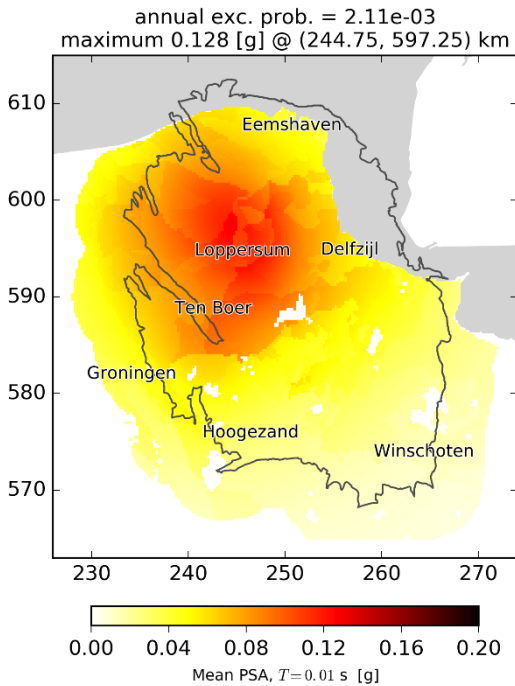 annual exc. prob. = 2.11e-03
maximum 0.128 [g] @ (244.75, 597.25) km
610
Eemshaven
600
Loppersum
Delfzijl
590
Ten Boer
Groningen
580
Hoogezand
Winschoten
570
230 240 250 260 270
0.00 0.04 0.08 0.12 0.16 0.20
Mean PSA, T=0.01 s [g]